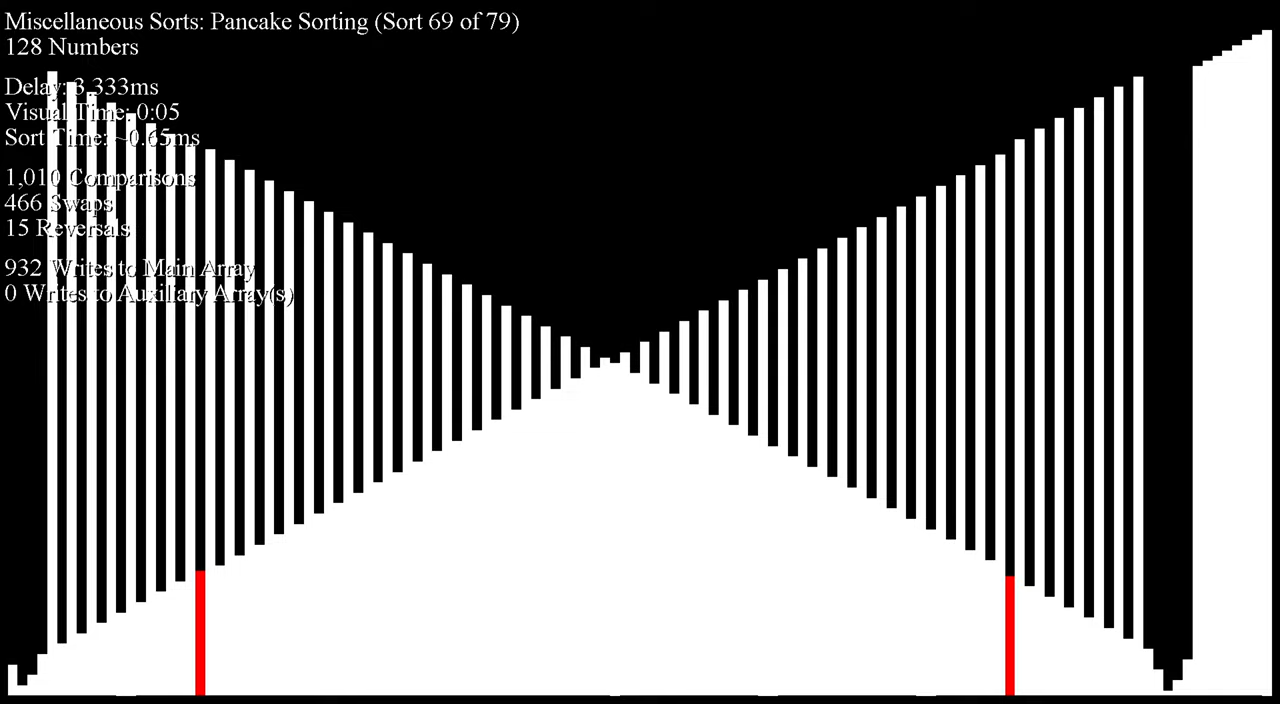 Miscellaneous Sorts: Pancake Sorting (Sort 69 of 79)
128 Numbers
Delay: 3.333ms
Visual Time: 0:05
Sort Time: ~0.65ms
1,010 Comparisons
466 Swaps
15 Reversals
932 Writes to Main Array
0 Writes to Auxiliary Array(s)